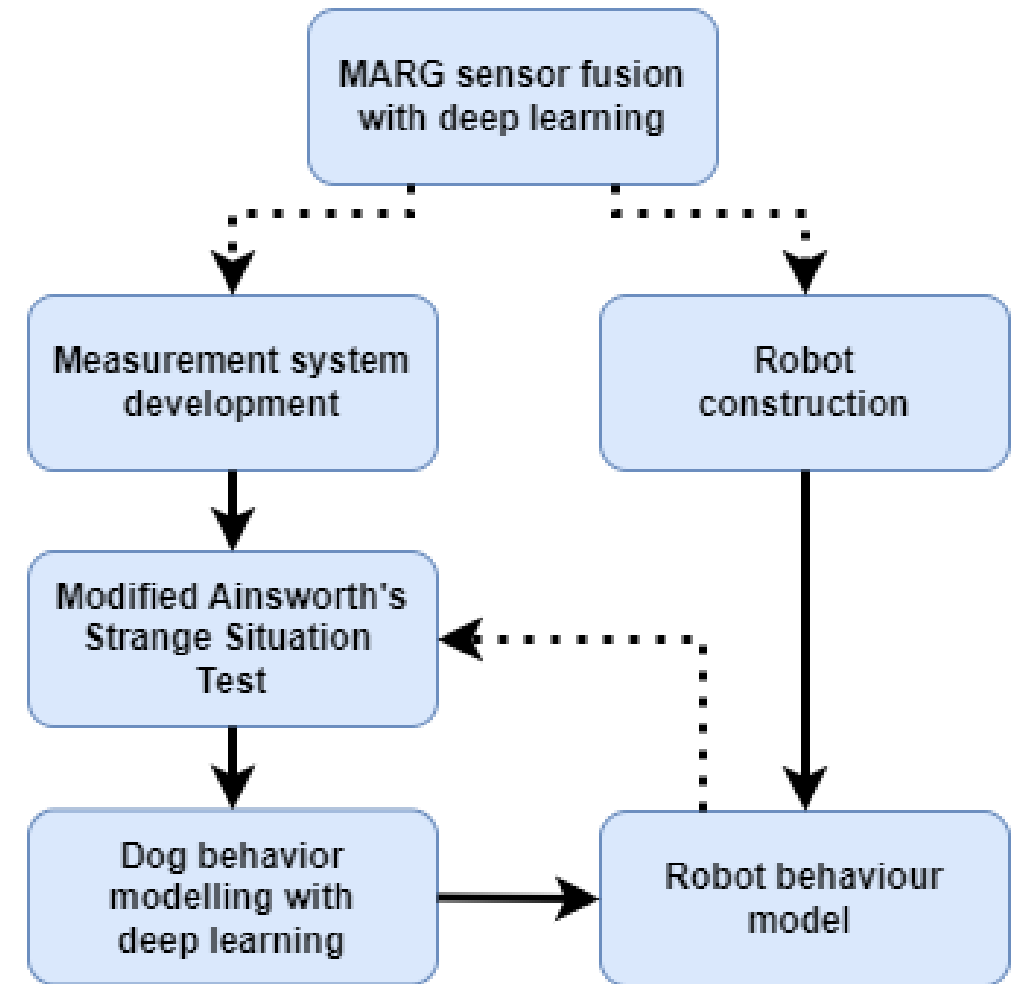 MARG sensor fusion
with deep learning
Measurement system
development
Robot
construction
Modified Ainsworth's
Strange Situation
Test
Dog behavior
modelling with
deep learning
Robot behaviour
model